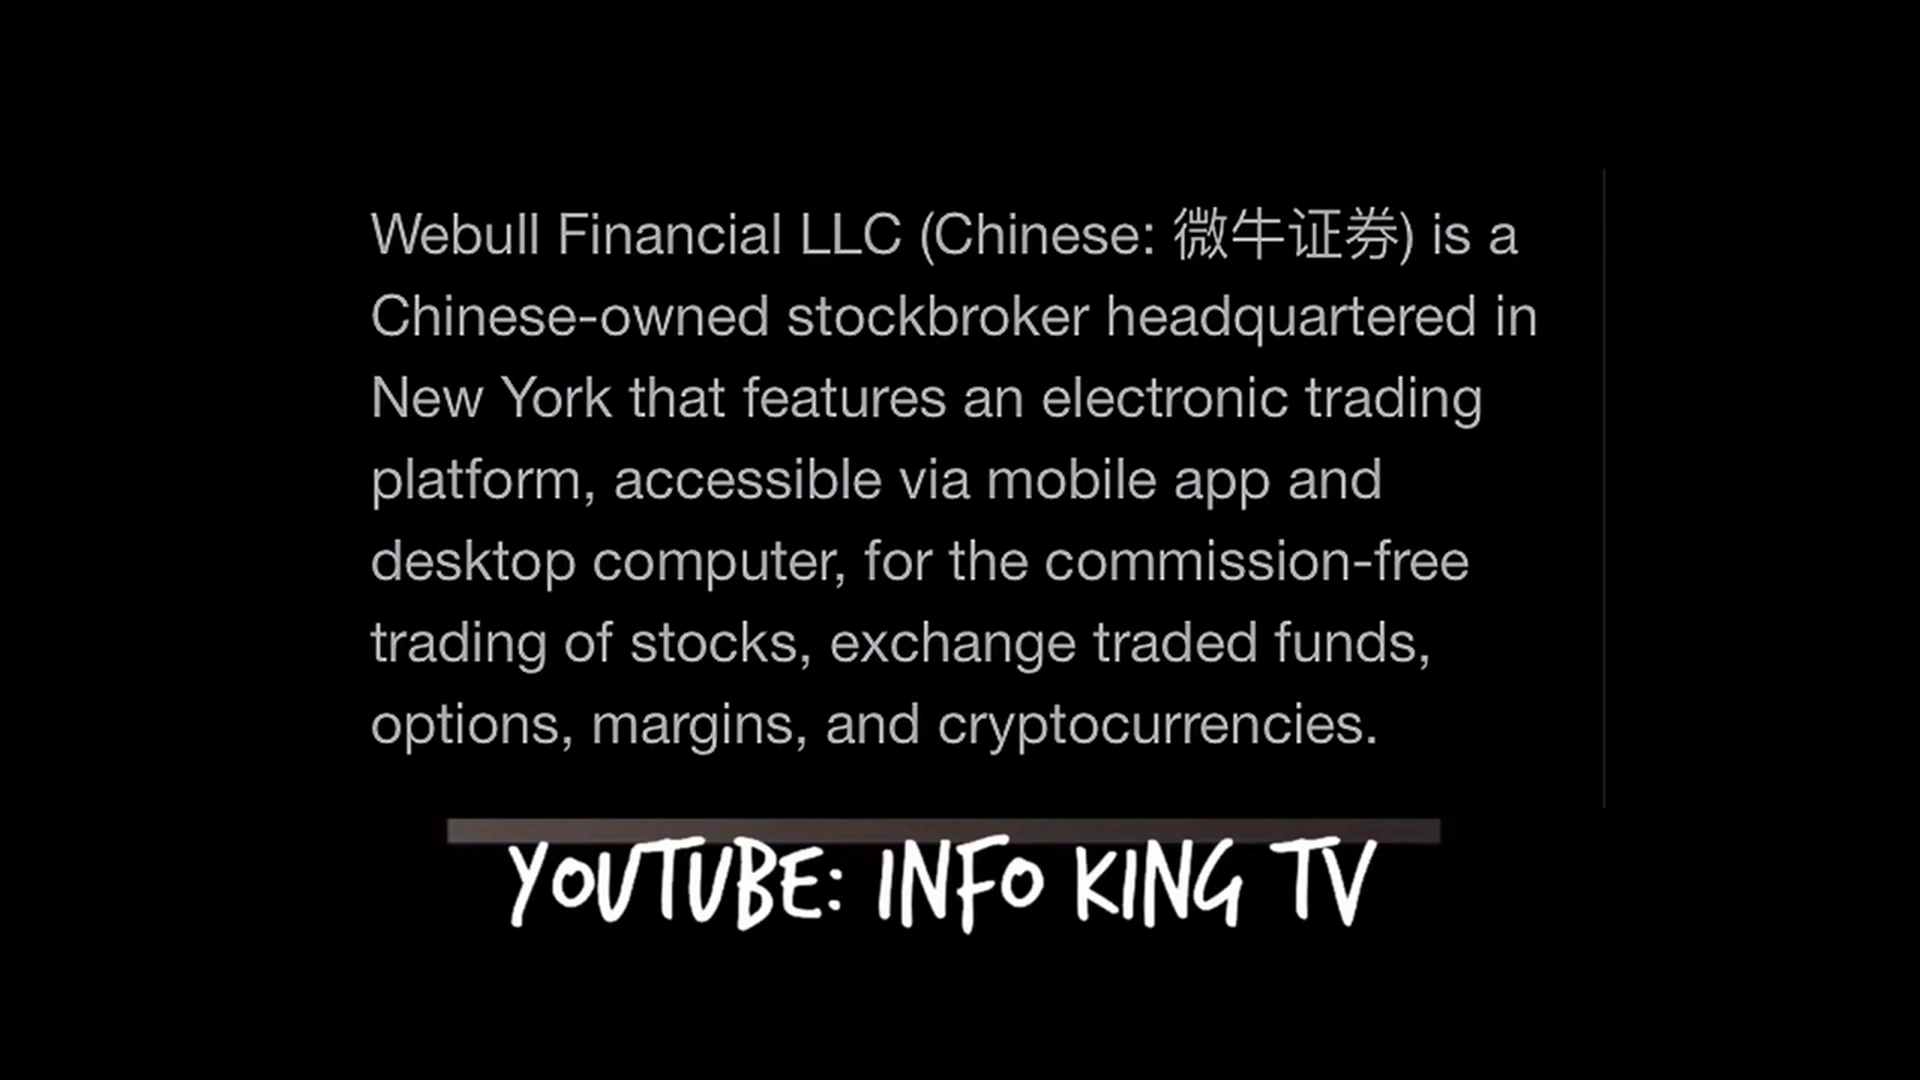 Webull Financial LLC (Chinese: 微牛证券) is a
Chinese-owned stockbroker headquartered in
New York that features an electronic trading
platform, accessible via mobile app and
desktop computer, for the commission-free
trading of stocks, exchange traded funds,
options, margins, and cryptocurrencies.
YOUTUBE: INFO KING TV